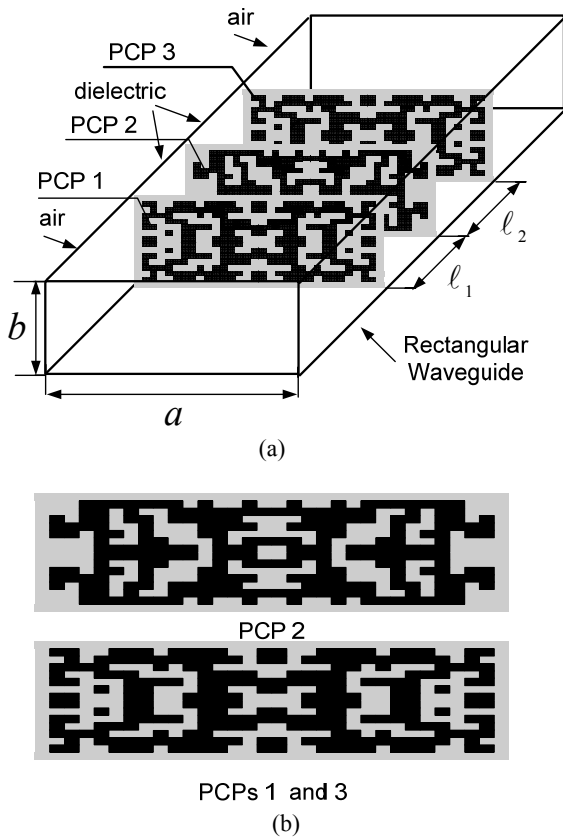 air
PCP 3
dielectric
PCP 2
PCP 1
air
b
a
ℓ2
ℓ1
Rectangular
Waveguide
(a)
PCP 2
PCPs 1 and 3
(b)